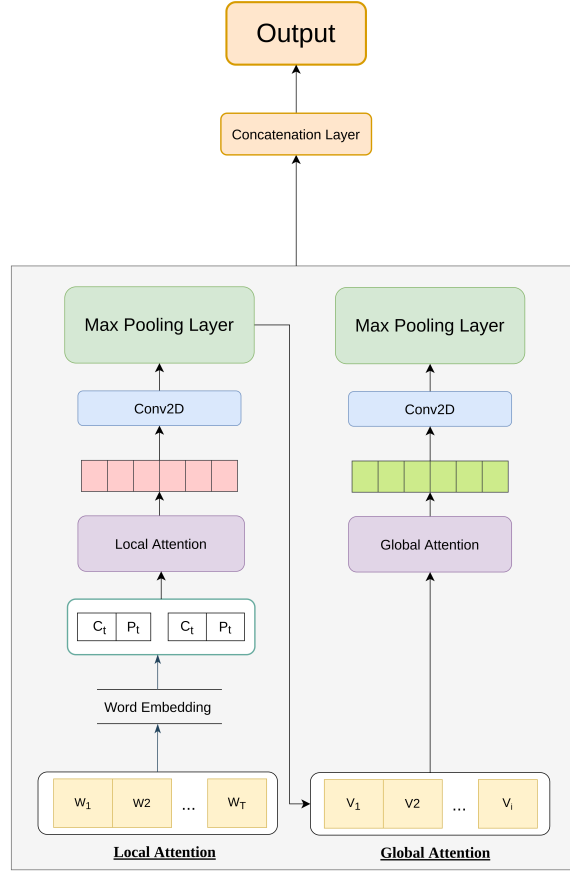 Output
Concatenation Layer
Max Pooling Layer
Max Pooling Layer
Conv2D
Conv2D
Local Attention
Global Attention
Ct Pt Ct Pt
Word Embedding
W1 W2 ... WT
V1 V2 ... Vi
Local Attention
Global Attention